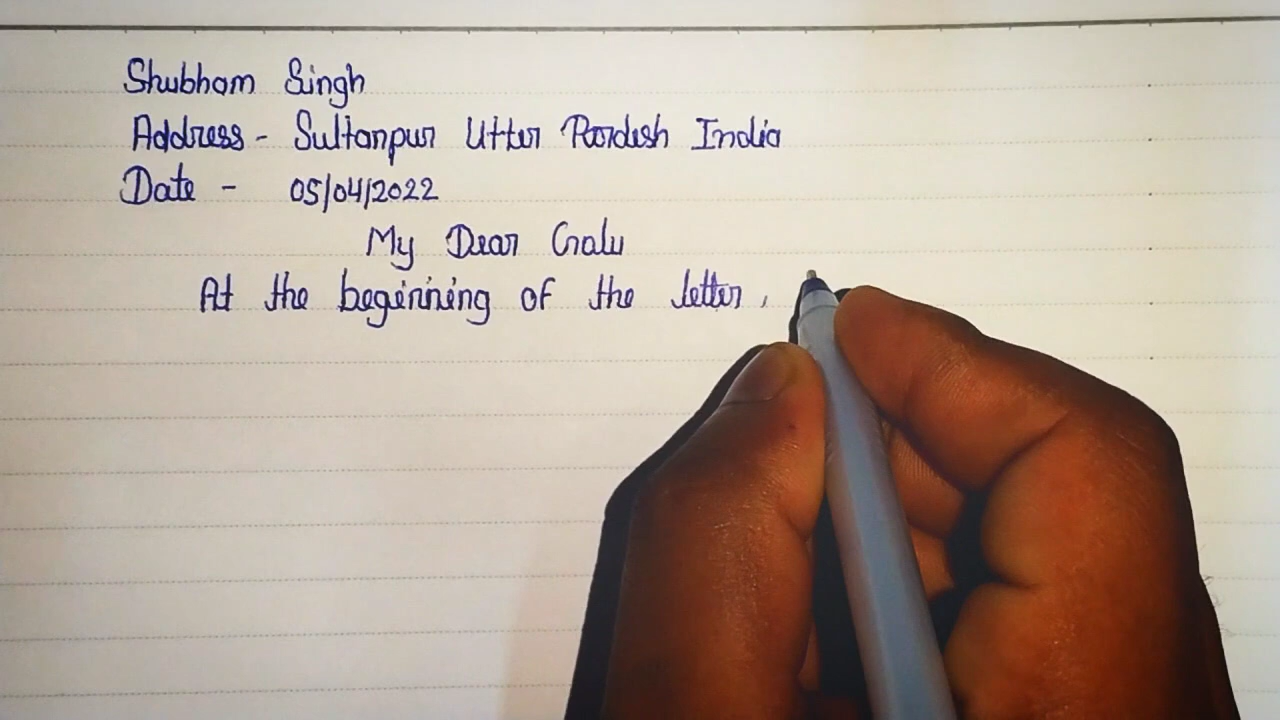 Shubham Singh
Address - Sultanpur Utter Pardesh India
Date - 05/04/2022
My Dear Galu
At the beginning of the letter,